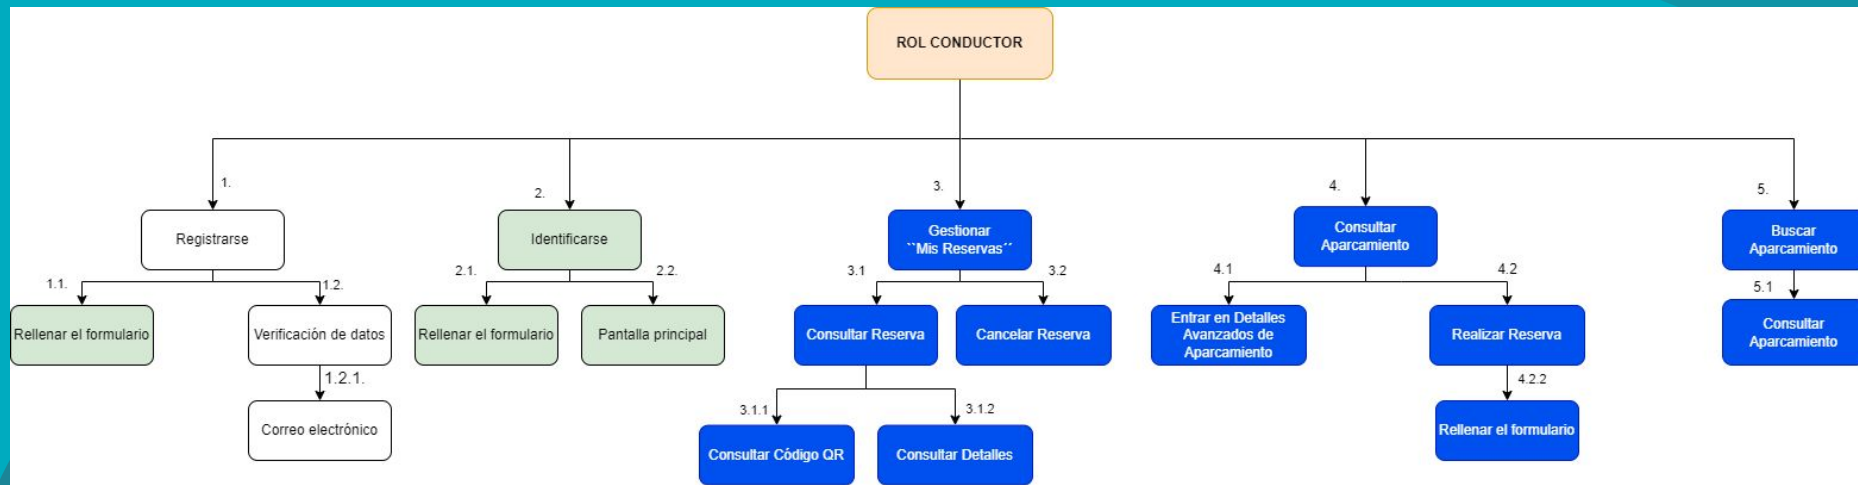 ROL CONDUCTOR
1.
2.
3.
4.
5.
Registrarse
Identificarse
Gestionar
``Mis Reservas´´
Consultar
Aparcamiento
Buscar
Aparcamiento
1.1.
1.2.
2.1.
2.2.
3.1
3.2
4.1
4.2
5.1
Rellenar el formulario
Verificación de datos
Rellenar el formulario
Pantalla principal
Consultar Reserva
Cancelar Reserva
Entrar en Detalles
Avanzados de
Aparcamiento
Realizar Reserva
Consultar
Aparcamiento
1.2.1.
3.1.1
3.1.2
4.2.2
Correo electrónico
Consultar Código QR
Consultar Detalles
Rellenar el formulario